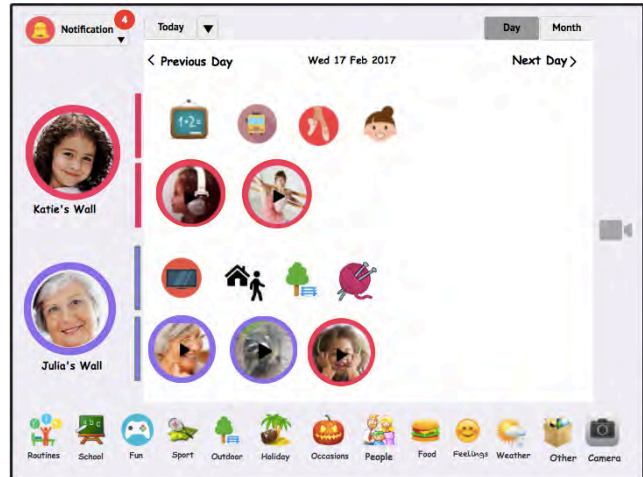 4
Notification
▼
Today ▼
Day Month
< Previous Day Wed 17 Feb 2017 Next Day >
1+2=
Katie's Wall
Julia's Wall
abc
Routines School Fun Sport Outdoor Holiday Occasions People Food Feelings Weather Other Camera